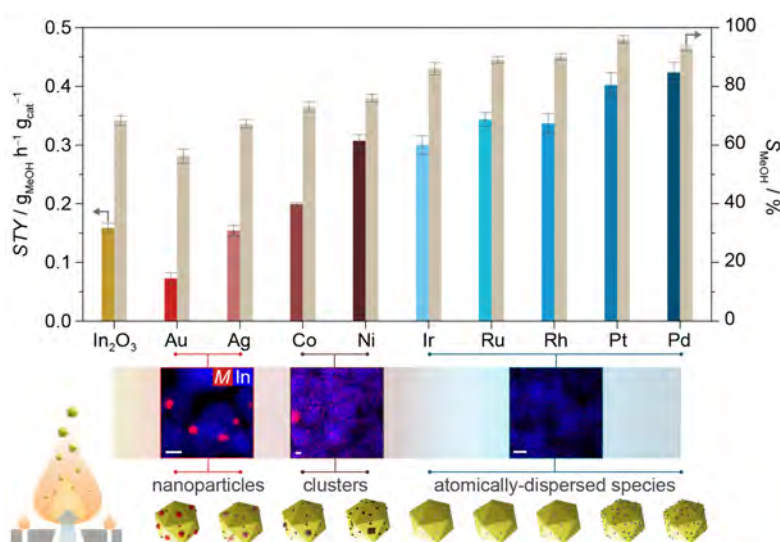 0.5
0.4
0.3
0.2
0.1
0.0
STY / g_MeOH h⁻¹ g_cat⁻¹
100
80
60
40
20
0
S_MeOH / %
In₂O₃ Au Ag Co Ni Ir Ru Rh Pt Pd
M In
nanoparticles clusters atomically-dispersed species